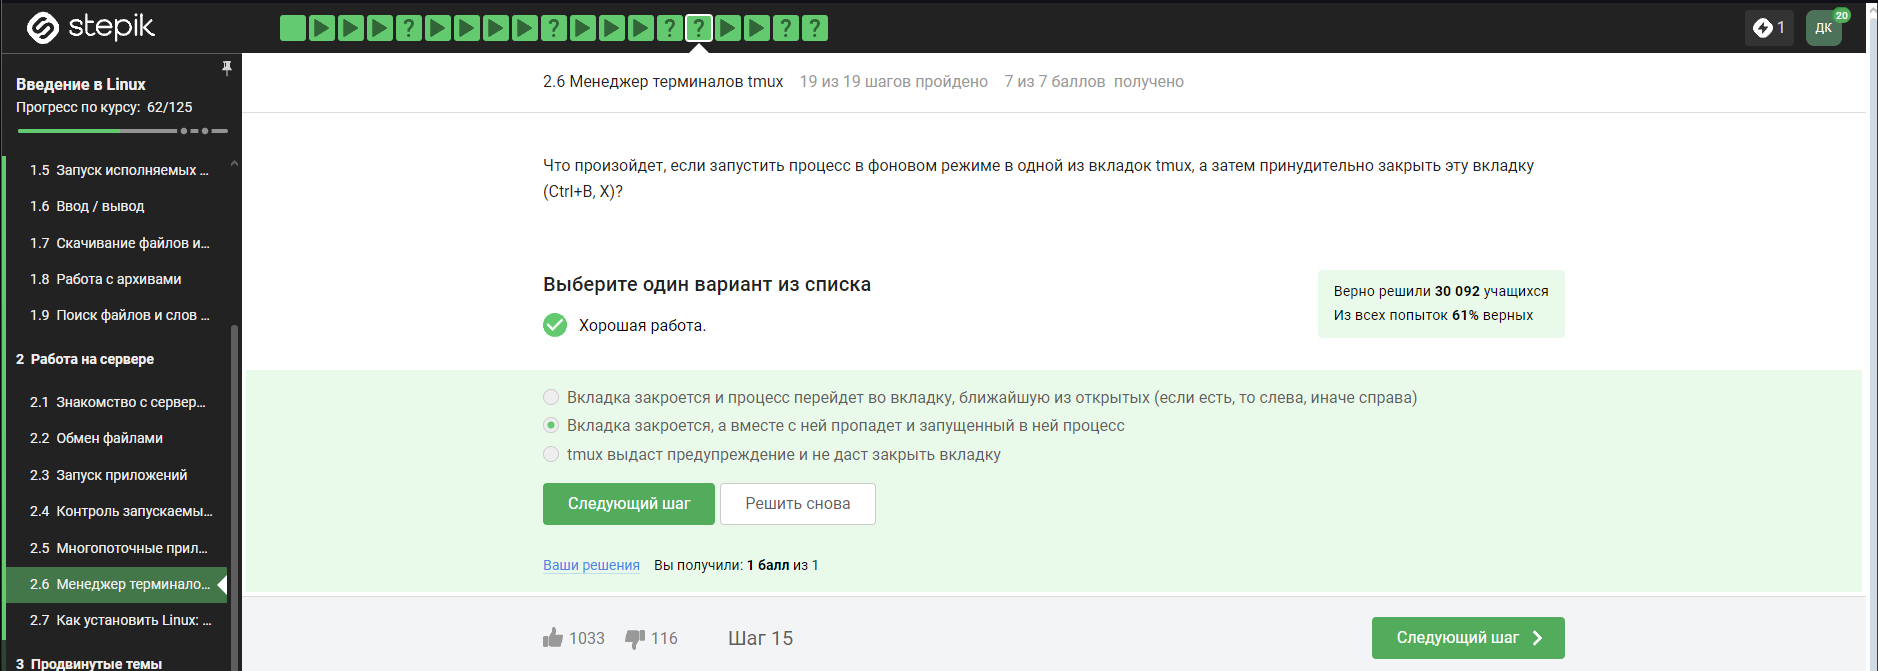 stepik
? ? ? ? ? ?
1
ДК
20
Введение в Linux
Прогресс по курсу: 62/125
1.5 Запуск исполняемых ...
1.6 Ввод / вывод
1.7 Скачивание файлов и...
1.8 Работа с архивами
1.9 Поиск файлов и слов ...
2 Работа на сервере
2.1 Знакомство с сервер...
2.2 Обмен файлами
2.3 Запуск приложений
2.4 Контроль запускаемы...
2.5 Многопоточные прил...
2.6 Менеджер терминало...
2.7 Как установить Linux: ...
3 Продвинутые темы
2.6 Менеджер терминалов tmux 19 из 19 шагов пройдено 7 из 7 баллов получено
Что произойдет, если запустить процесс в фоновом режиме в одной из вкладок tmux, а затем принудительно закрыть эту вкладку
(Ctrl+B, X)?
Выберите один вариант из списка
Хорошая работа.
Верно решили 30 092 учащихся
Из всех попыток 61% верных
Вкладка закроется и процесс перейдет во вкладку, ближайшую из открытых (если есть, то слева, иначе справа)
Вкладка закроется, а вместе с ней пропадет и запущенный в ней процесс
tmux выдаст предупреждение и не даст закрыть вкладку
Следующий шаг
Решить снова
Ваши решения Вы получили: 1 балл из 1
1033 116 Шаг 15
Следующий шаг